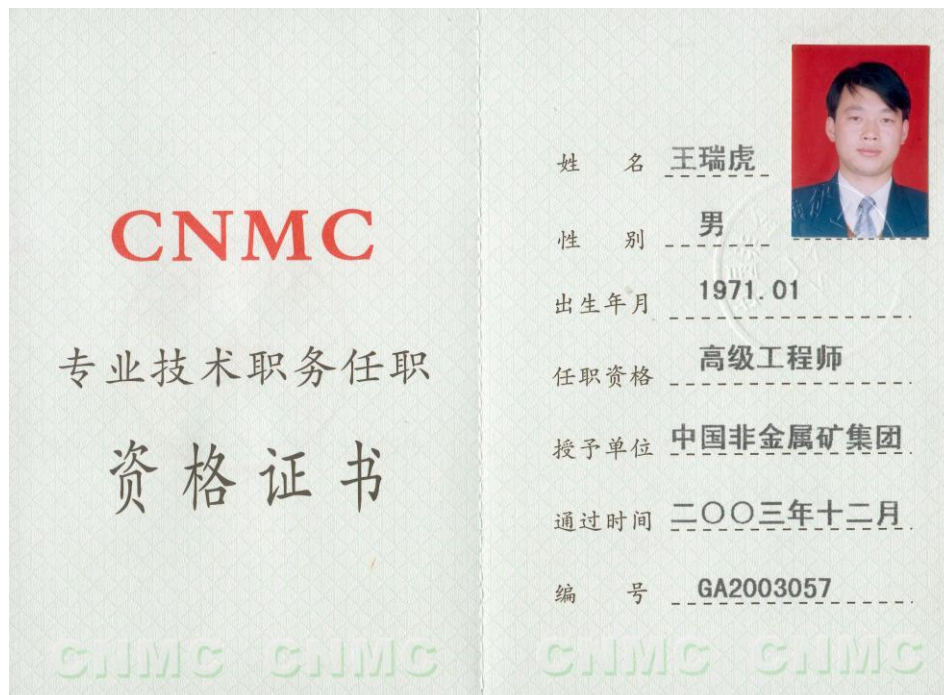 CNMC
专业技术职务任职
资格证书
CNMC CNMC
姓 名 王瑞虎
性 别 男
出生年月 1971.01
任职资格 高级工程师
授予单位 中国非金属矿集团
通过时间 二〇〇三年十二月
编 号 GA2003057
CNMC CNMC